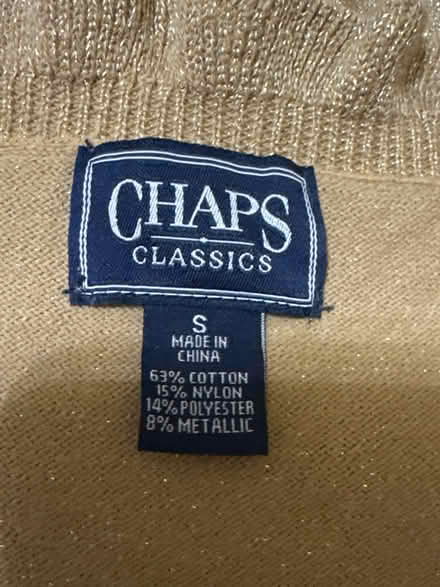 CHAPS
CLASSICS
S
MADE IN
CHINA
63% COTTON
15% NYLON
14% POLYESTER
8% METALLIC